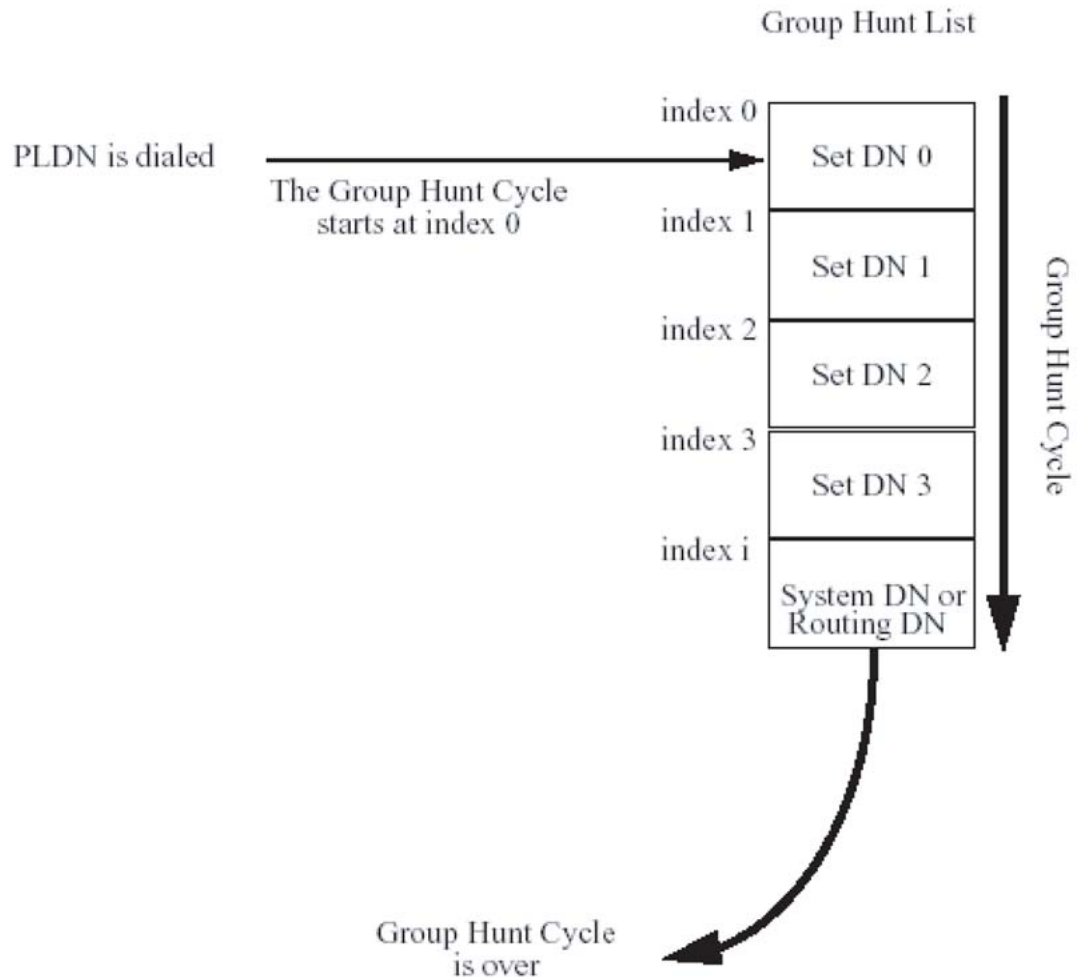 Group Hunt List
index 0
PLDN is dialed
Set DN 0
The Group Hunt Cycle
starts at index 0
index 1
Set DN 1
index 2
Set DN 2
index 3
Set DN 3
index i
System DN or
Routing DN
Group Hunt Cycle
Group Hunt Cycle
is over